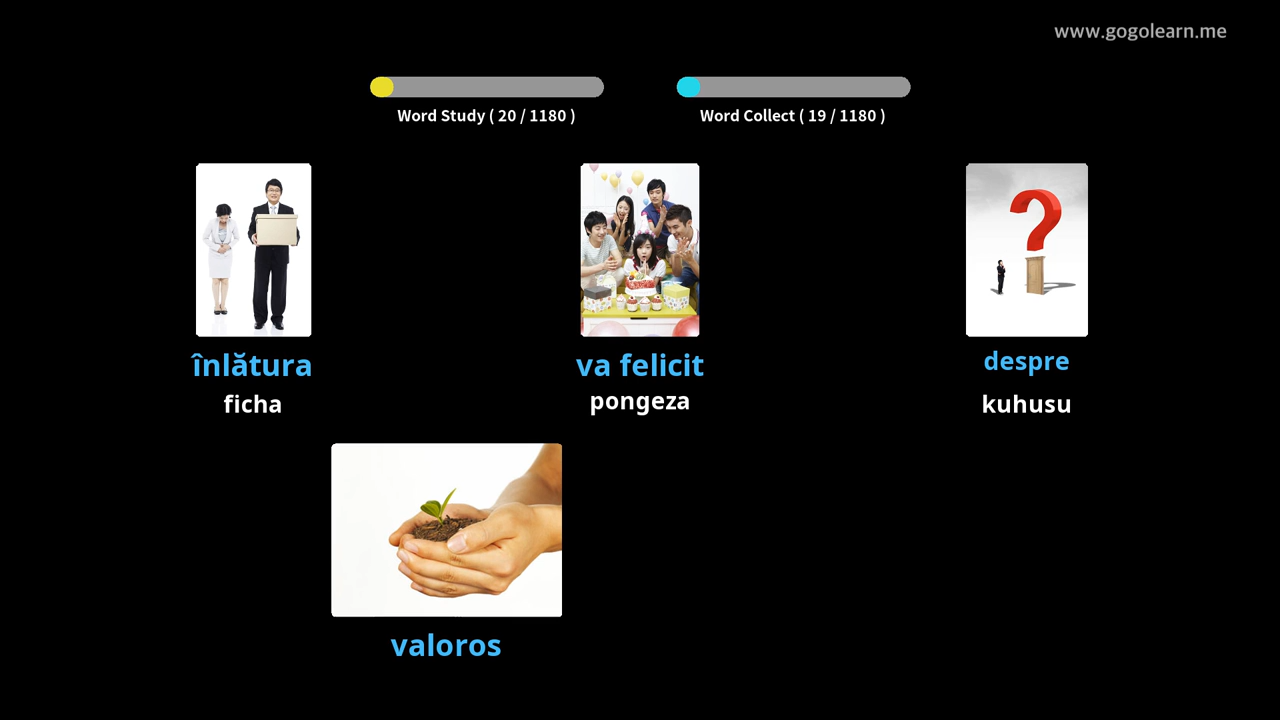 www.gogolearn.me
Word Study ( 20 / 1180 )
Word Collect ( 19 / 1180 )
înlătura
va felicit
despre
ficha
pongeza
kuhusu
valoros